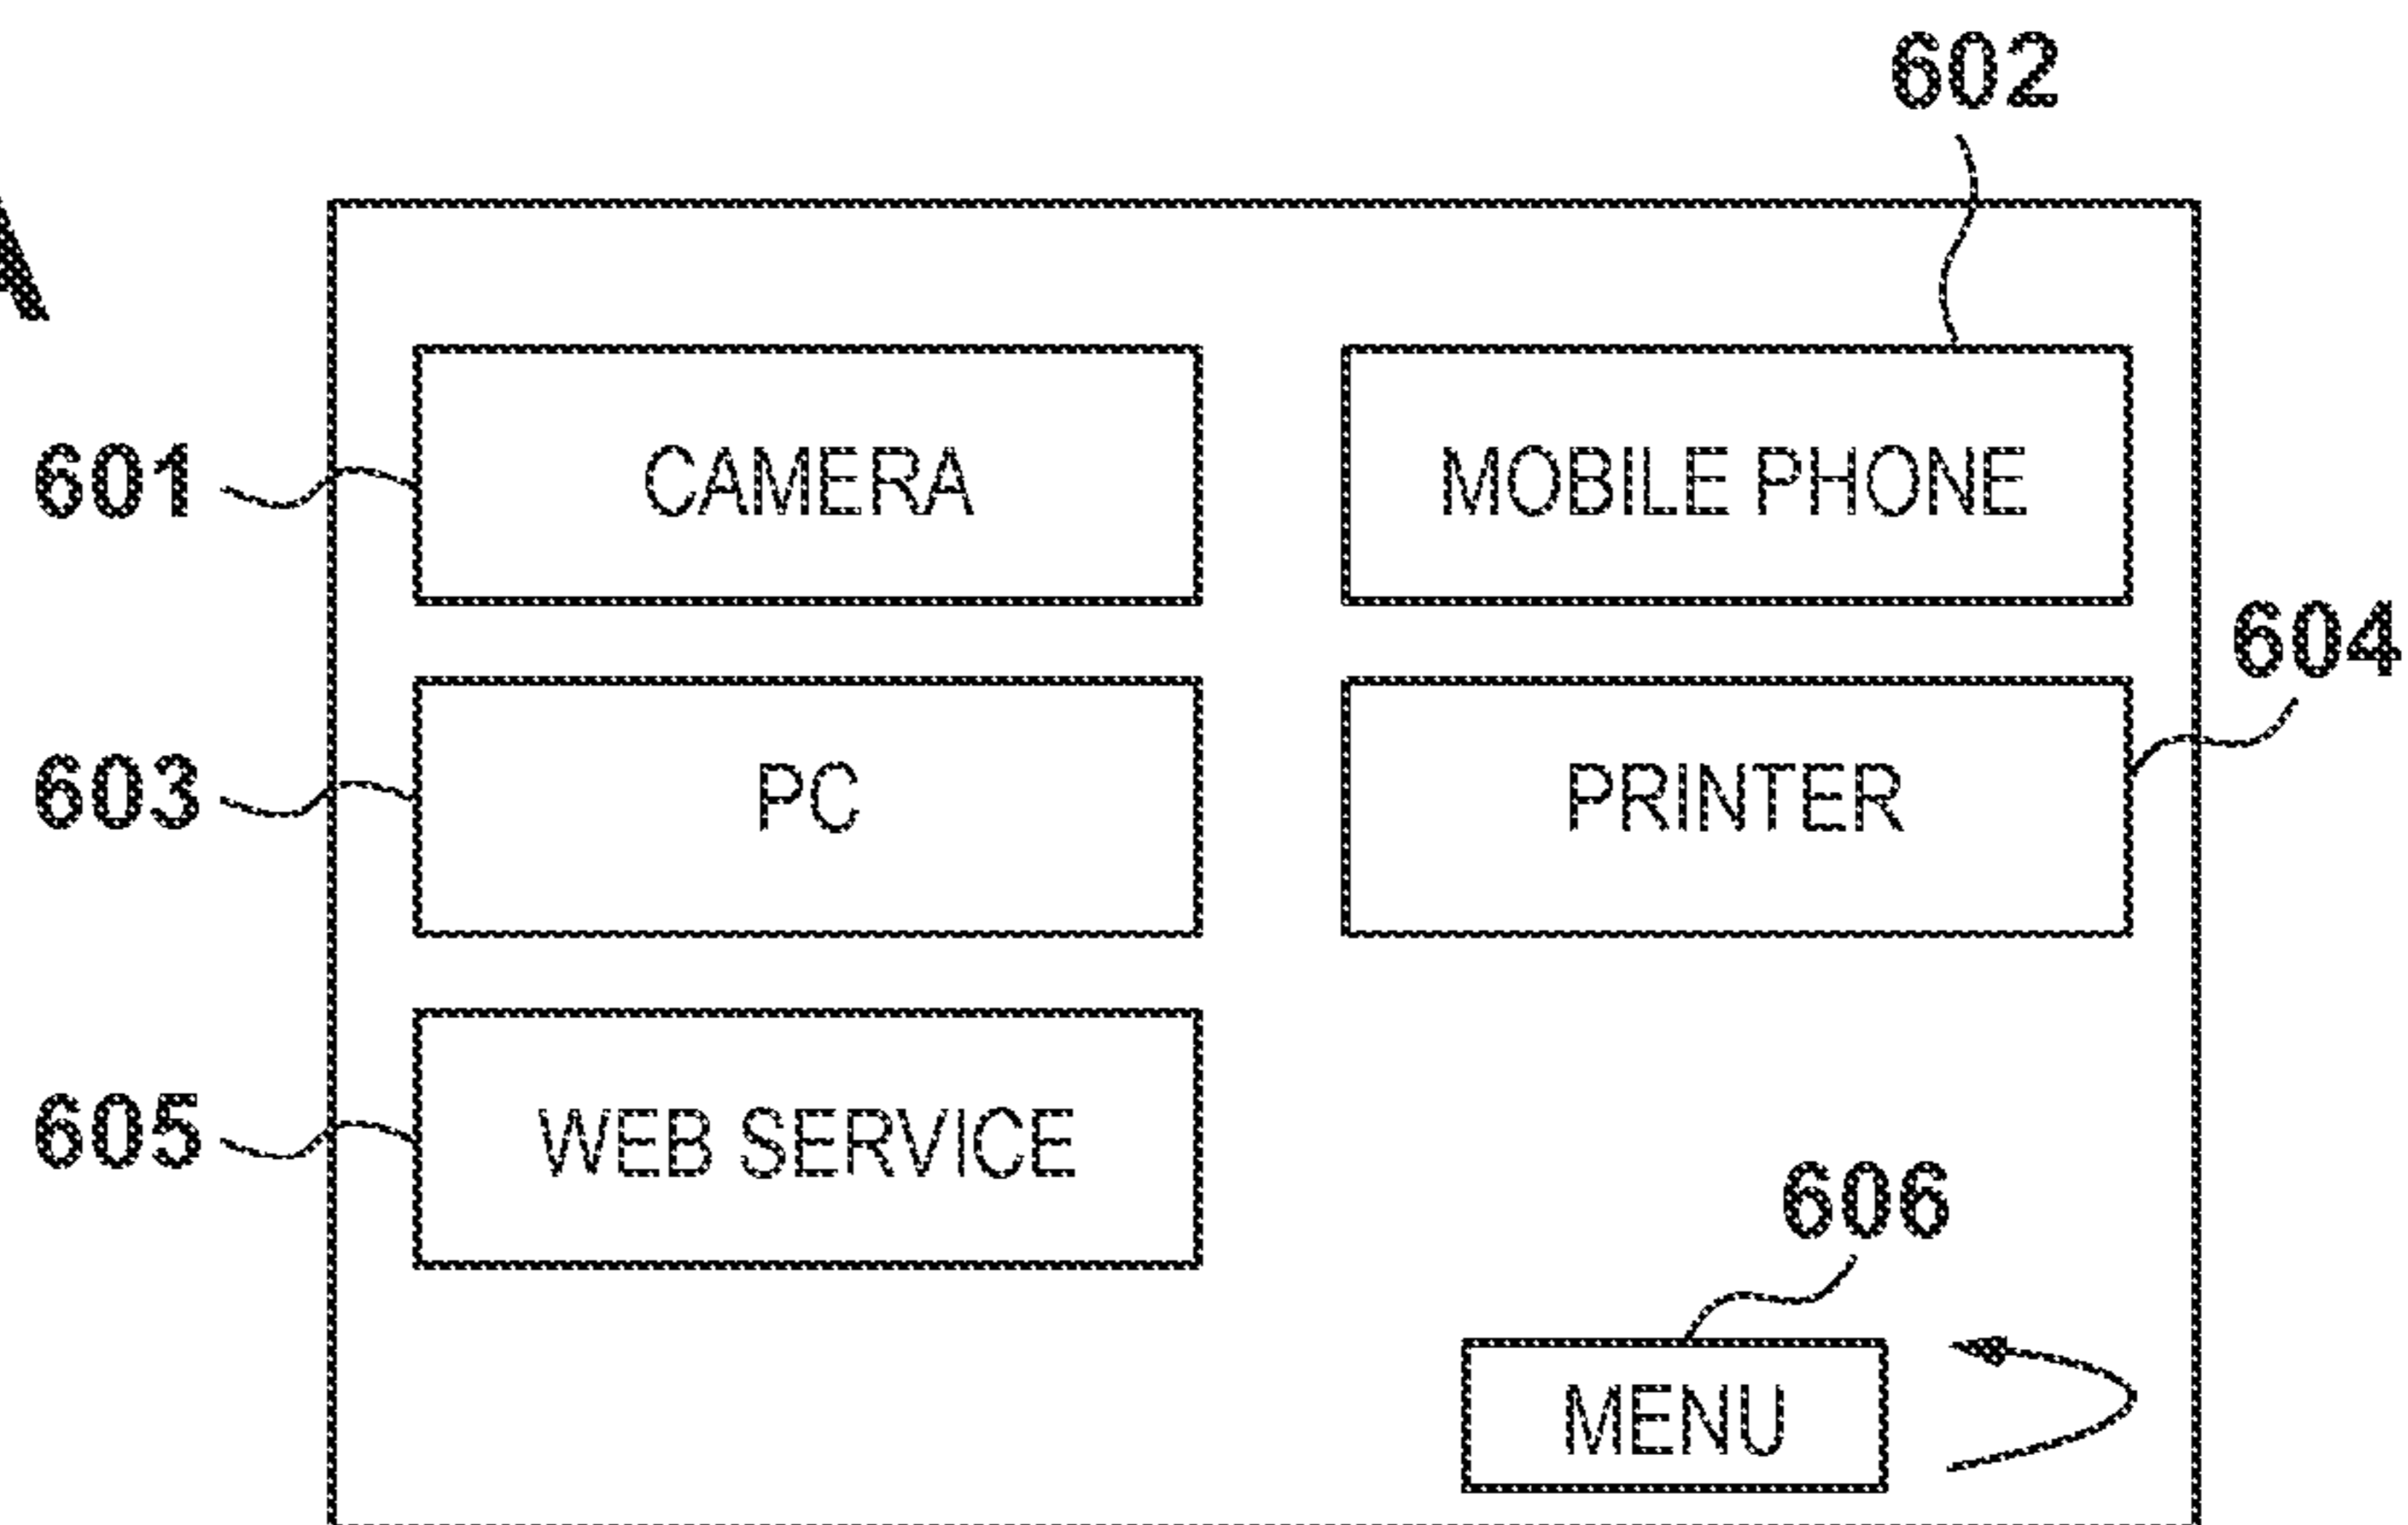 602
A
601 CAMERA MOBILE PHONE
604
603 PC PRINTER
605 WEB SERVICE
606
MENU